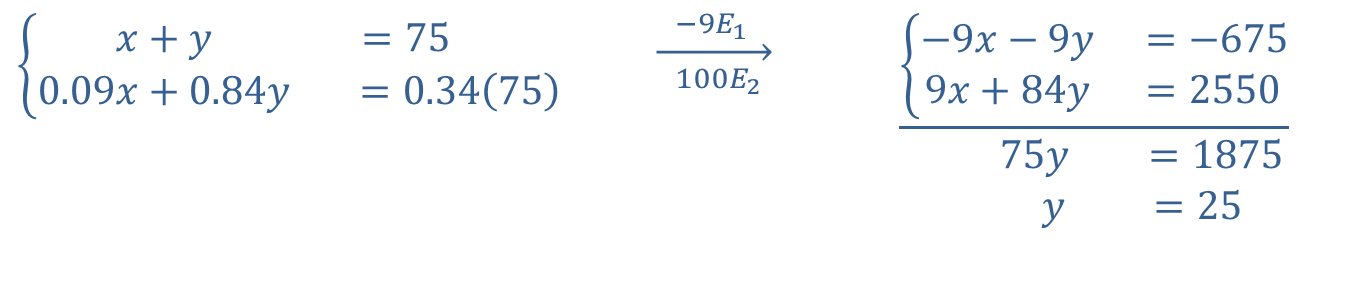 x + y = 75
0.09x + 0.84y = 0.34(75)
−9E₁
100E₂
−9x − 9y = −675
9x + 84y = 2550
75y = 1875
y = 25